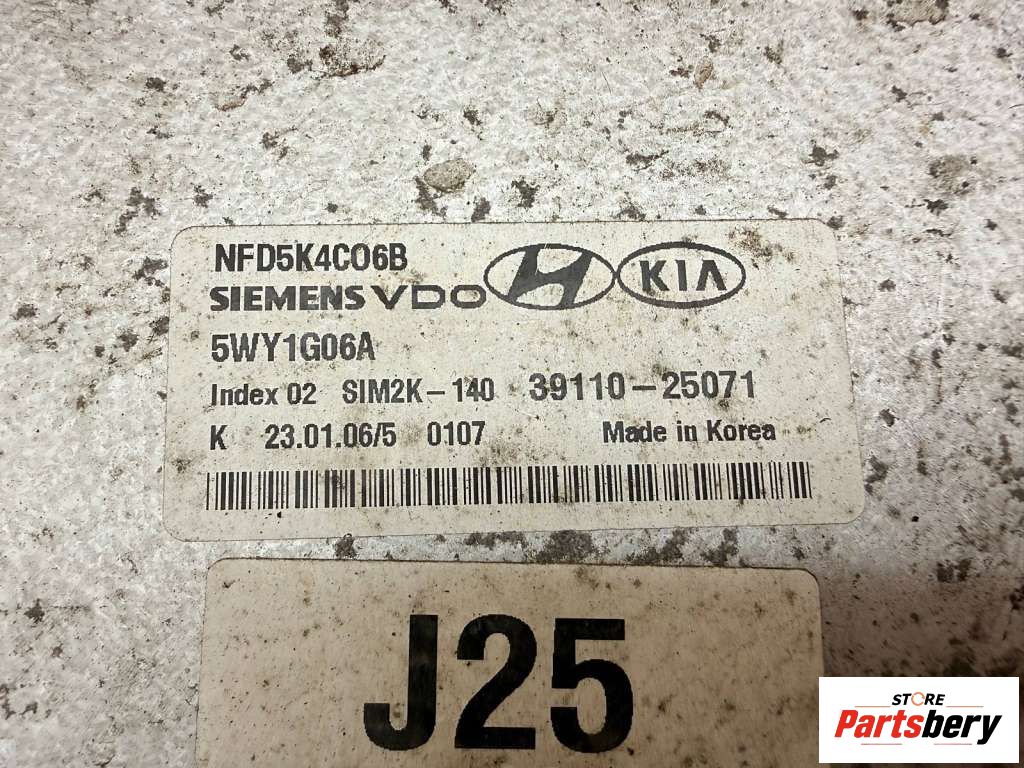 NFD5K4C06B
SIEMENS VDO KIA
5WY1G06A
Index 02 SIM2K-140 39110-25071
K 23.01.06/5 0107 Made in Korea
J25
STORE
Partsbery